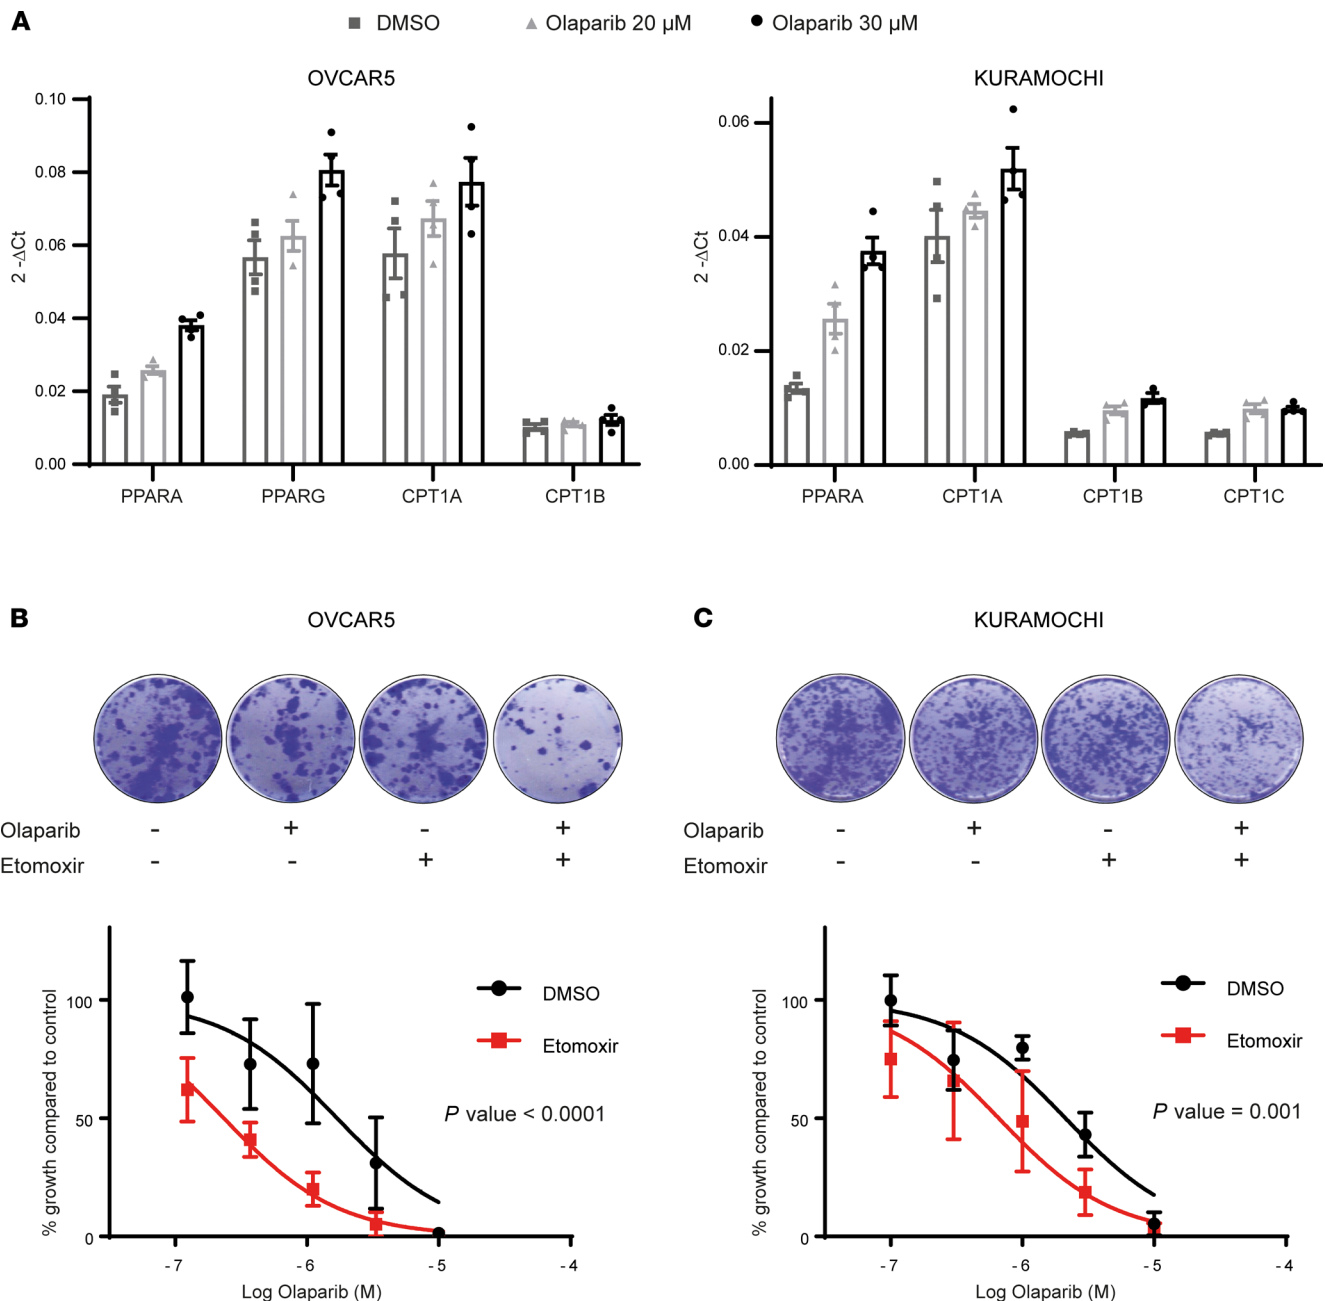 A
DMSO
Olaparib 20 μM
Olaparib 30 μM
OVCAR5
KURAMOCHI
2 -ΔCt
0.10
0.08
0.06
0.04
0.02
0.00
PPARA
PPARG
CPT1A
CPT1B
2 -ΔCt
0.06
0.04
0.02
0.00
PPARA
CPT1A
CPT1B
CPT1C
B
OVCAR5
Olaparib - + - +
Etomoxir - - + +
% growth compared to control
100
50
0
DMSO
Etomoxir
P value < 0.0001
-7
-6
-5
-4
Log Olaparib (M)
C
KURAMOCHI
Olaparib - + - +
Etomoxir - - + +
% growth compared to control
100
50
0
DMSO
Etomoxir
P value = 0.001
-7
-6
-5
-4
Log Olaparib (M)